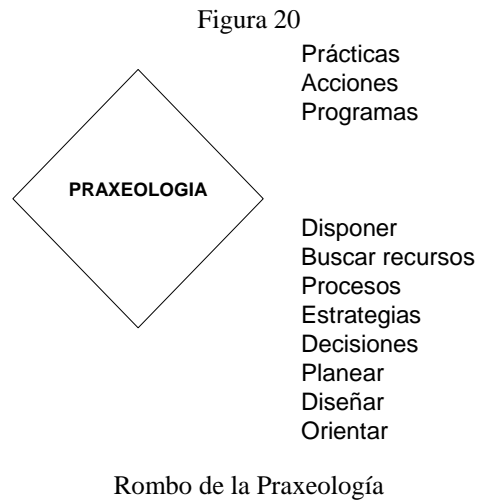 Figura 20
Prácticas
Acciones
Programas
PRAXEOLOGIA
Disponer
Buscar recursos
Procesos
Estrategias
Decisiones
Planear
Diseñar
Orientar
Rombo de la Praxeología